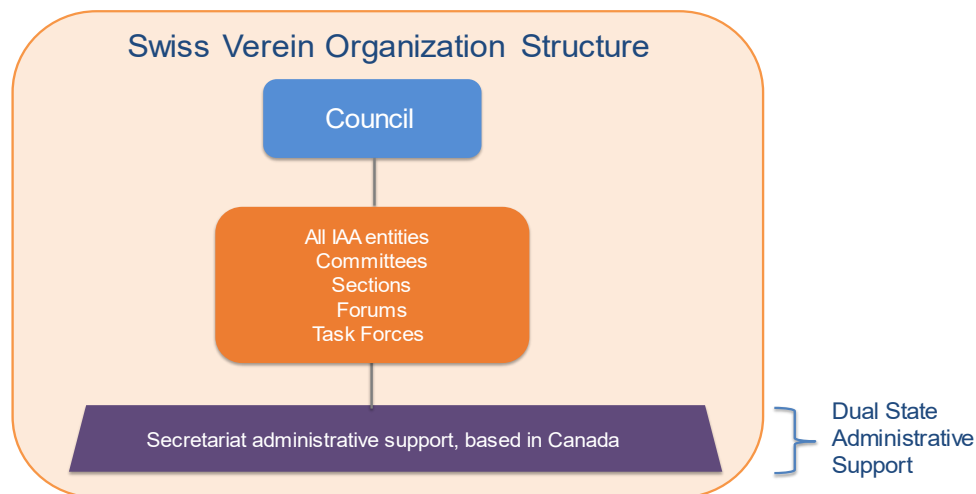 Swiss Verein Organization Structure
Council
All IAA entities
Committees
Sections
Forums
Task Forces
Secretariat administrative support, based in Canada
Dual State
Administrative
Support